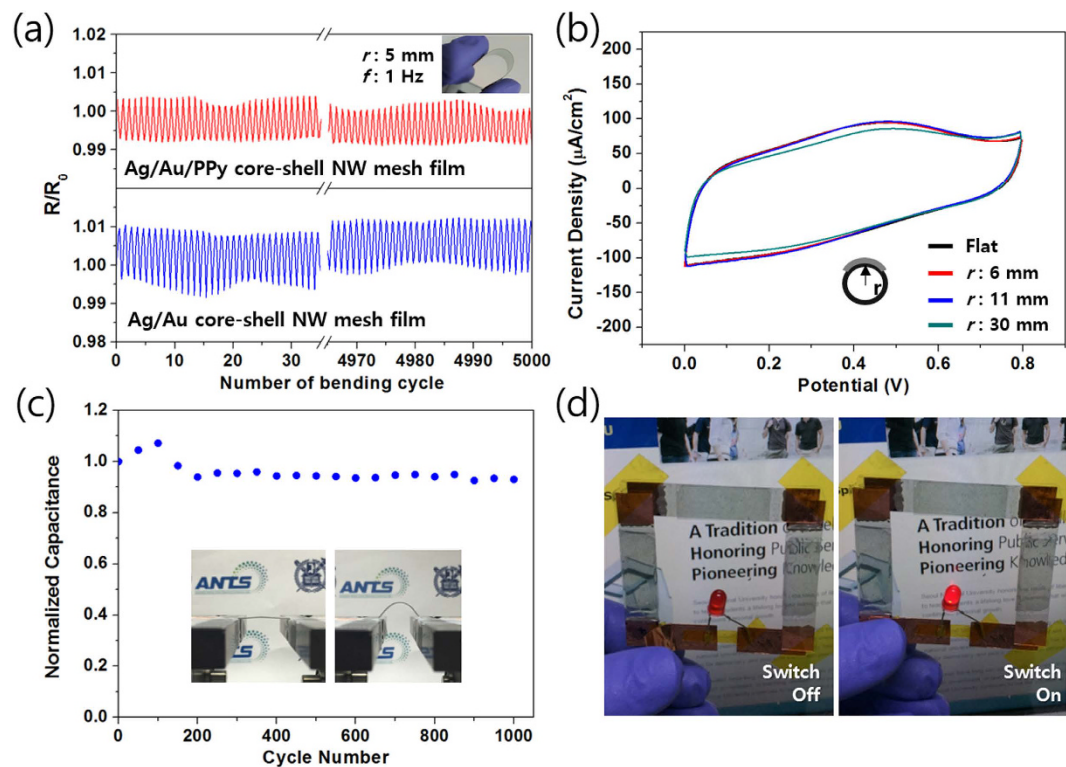 (a)
1.02
1.01
1.00
0.99
1.01
1.00
0.99
0.98
R/R0
r : 5 mm
f : 1 Hz
Ag/Au/PPy core-shell NW mesh film
Ag/Au core-shell NW mesh film
0 10 20 30 4970 4980 4990 5000
Number of bending cycle
(b)
225
150
75
0
-75
-150
-225
-50
-100
-200
50
100
200
Current Density (μA/cm²)
Flat
r : 6 mm
r : 11 mm
r : 30 mm
r
0.0 0.2 0.4 0.6 0.8
Potential (V)
(c)
1.2
1.0
0.8
0.6
0.4
0.2
0.0
Normalized Capacitance
ANTS
ANTS
ANTS
ANTS
0 200 400 600 800 1000
Cycle Number
(d)
A Tradition
Honoring Public
Pioneering
Switch
Off
A Tradition
Honoring Public
Pioneering
Switch
On